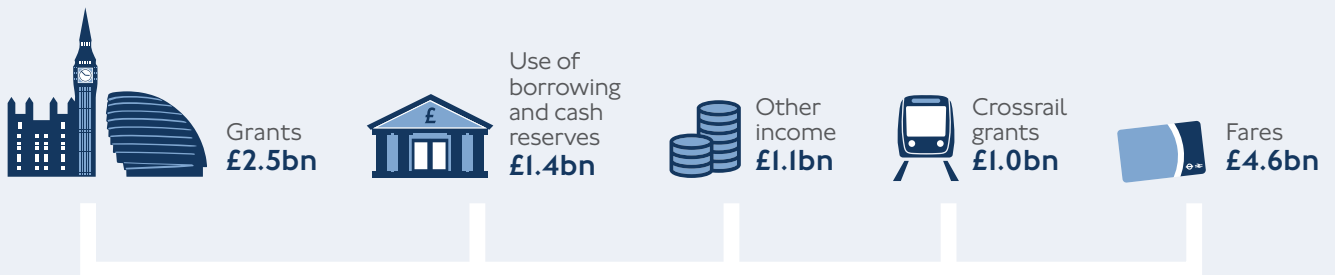 Grants
£2.5bn
Use of
borrowing
and cash
reserves
£1.4bn
£
Other
income
£1.1bn
Crossrail
grants
£1.0bn
Fares
£4.6bn